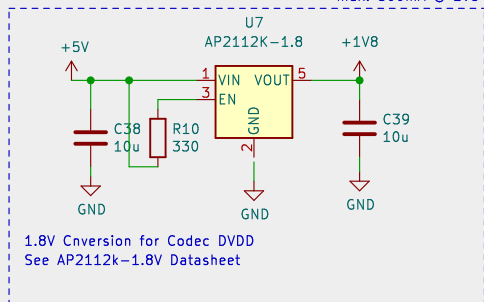 U7
AP2112K-1.8
+5V
+1V8
1 VIN VOUT 5
3 EN
GND
2
C38
10u
R10
330
C39
10u
GND
GND
GND
1.8V Cnversion for Codec DVDD
See AP2112k-1.8V Datasheet